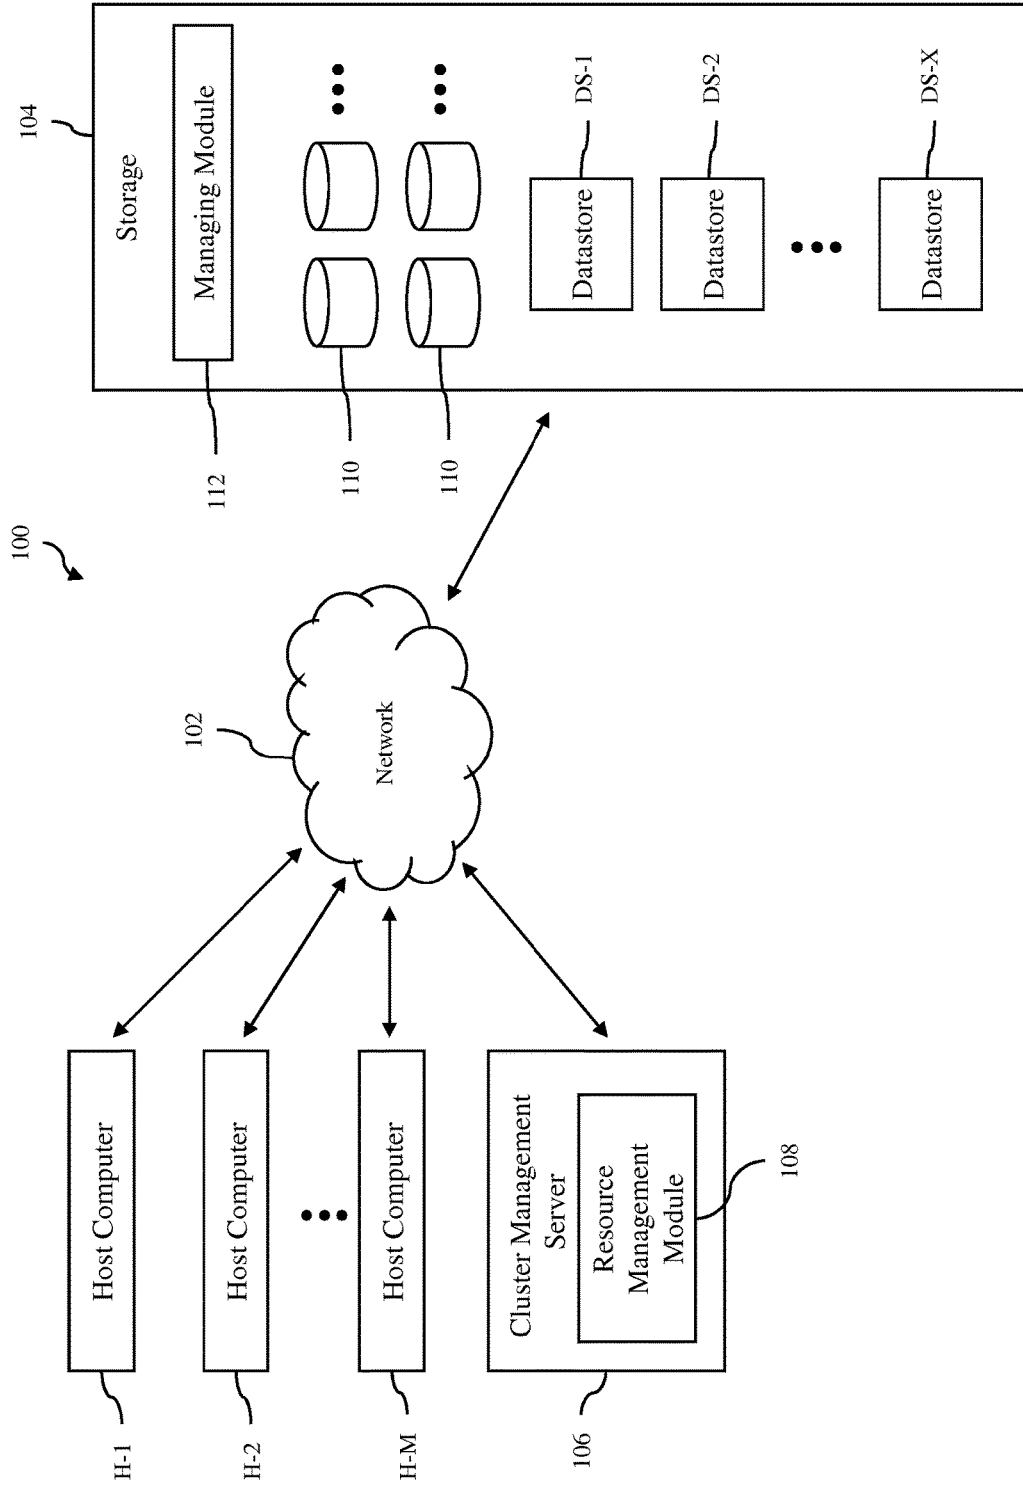 100
H-1
Host Computer
H-2
Host Computer
H-M
Host Computer
106
Cluster Management
Server
Resource
Management
Module
108
102
Network
104
Storage
112
Managing Module
110
110
Datastore
DS-1
Datastore
DS-2
Datastore
DS-X